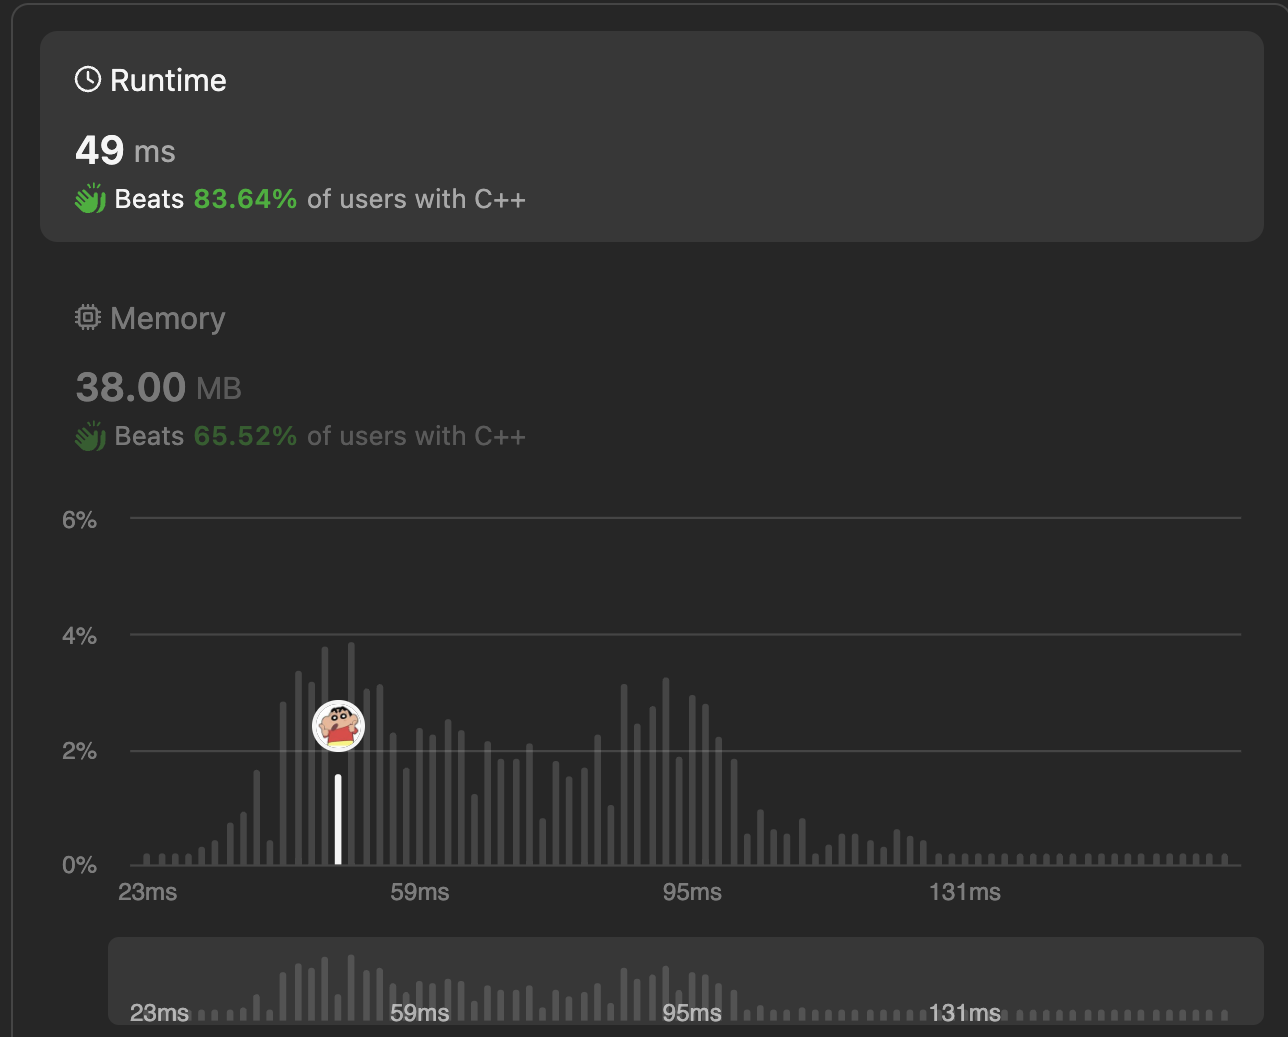 Runtime
49 ms
Beats 83.64% of users with C++
Memory
38.00 MB
Beats 65.52% of users with C++
6%
4%
2%
0%
23ms 59ms 95ms 131ms
23ms 59ms 95ms 131ms